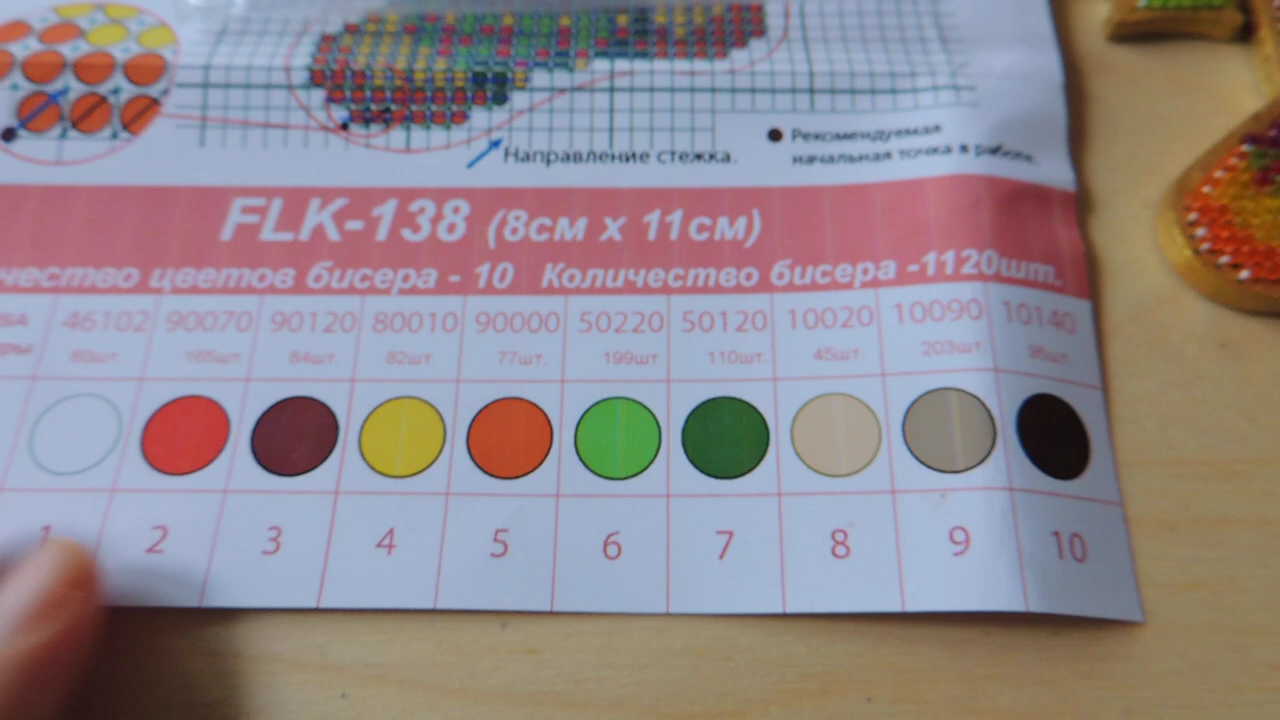 Направление стежка.
Рекомендуемая
начальная точка в работе.
FLK-138 (8см x 11см)
цветов бисера - 10 Количество бисера -1120шт.
46102 90070 90120 80010 90000 50220 50120 10020 10090 10140
84шт. 82шт. 77шт. 199шт. 110шт. 45шт. 203шт.
1 2 3 4 5 6 7 8 9 10